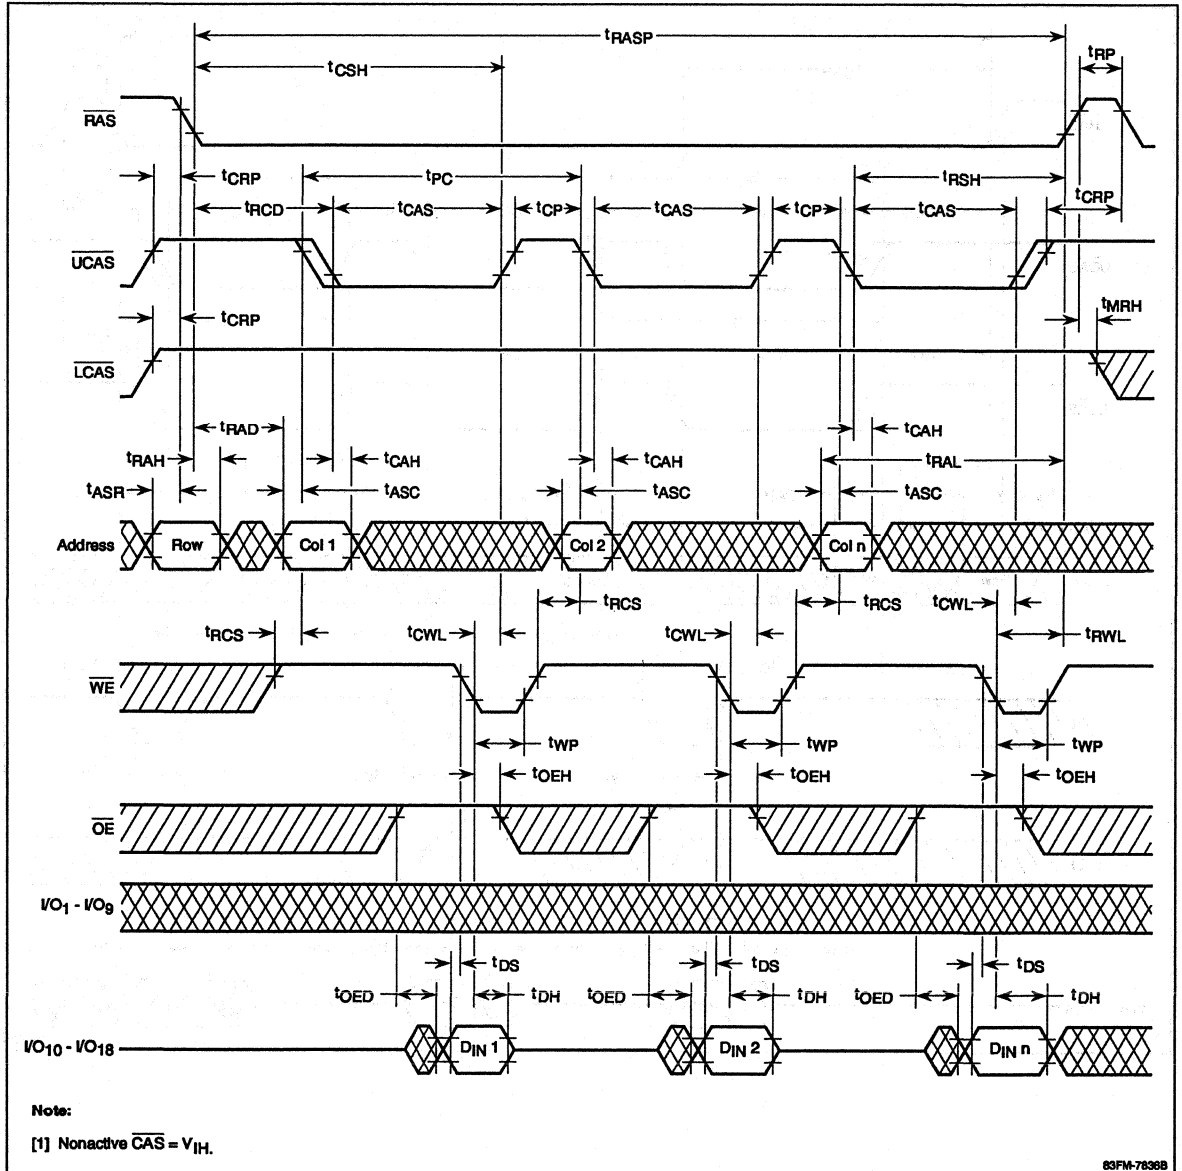 tRASP
tCSH
tRP
RAS
tCRP
tPC
tRSH
tRCD
tCAS
tCP
tCAS
tCP
tCAS
tCRP
UCAS
tCRP
tMRH
LCAS
tRAD
tCAH
tRAH
tCAH
tCAH
tRAL
tASR
tASC
tASC
tASC
Address
Row
Col 1
Col 2
Col n
tRCS
tRCS
tCWL
tRCS
tCWL
tCWL
tRWL
WE
tWP
tWP
tWP
tOEH
tOEH
tOEH
OE
I/O1 - I/O9
tDS
tDS
tDS
tOED
tDH
tOED
tDH
tOED
tDH
I/O10 - I/O18
DIN 1
DIN 2
DIN n
Note:
[1] Nonactive CAS = VIH.
83FM-7836B